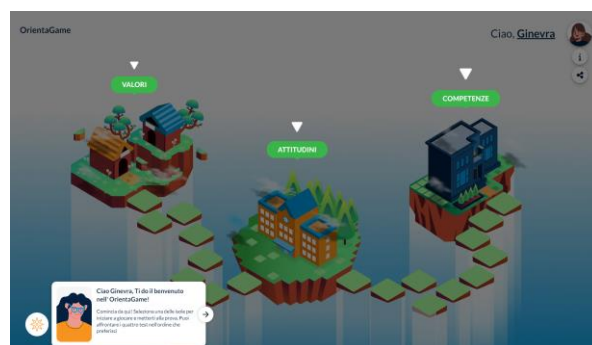 OrientaGame
Ciao, Ginevra
VALORI
COMPETENZE
ATTITUDINI
Ciao Ginevra, Ti do il benvenuto
nell' OrientaGame!
Comincia da qui! Seleziona una delle isole per
iniziare a giocare e metterti alla prova. Puoi
affrontare i quattro test nell'ordine che
preferisci!